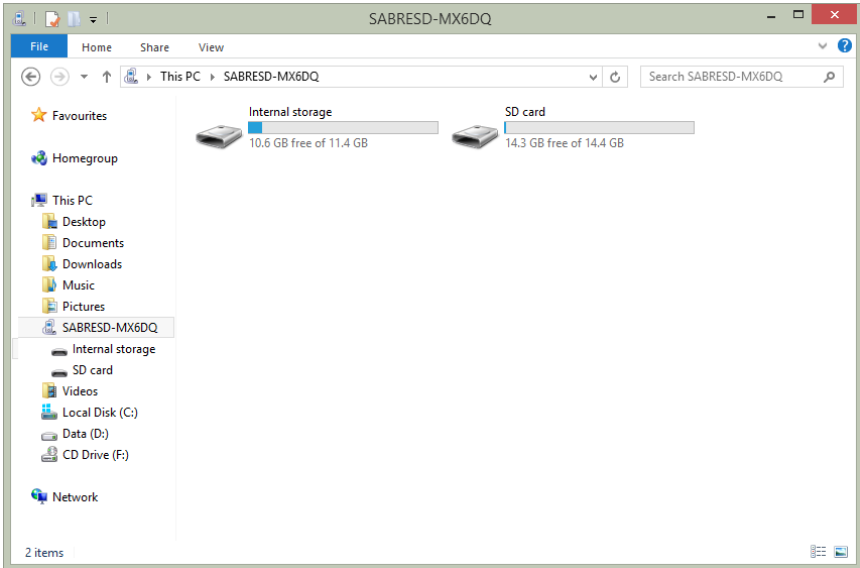 SABRESD-MX6DQ
File Home Share View
This PC SABRESD-MX6DQ Search SABRESD-MX6DQ
Favourites
Homegroup
This PC
Desktop
Documents
Downloads
Music
Pictures
SABRESD-MX6DQ
Internal storage
SD card
Videos
Local Disk (C:)
Data (D:)
CD Drive (F:)
Network
Internal storage
10.6 GB free of 11.4 GB
SD card
14.3 GB free of 14.4 GB
2 items